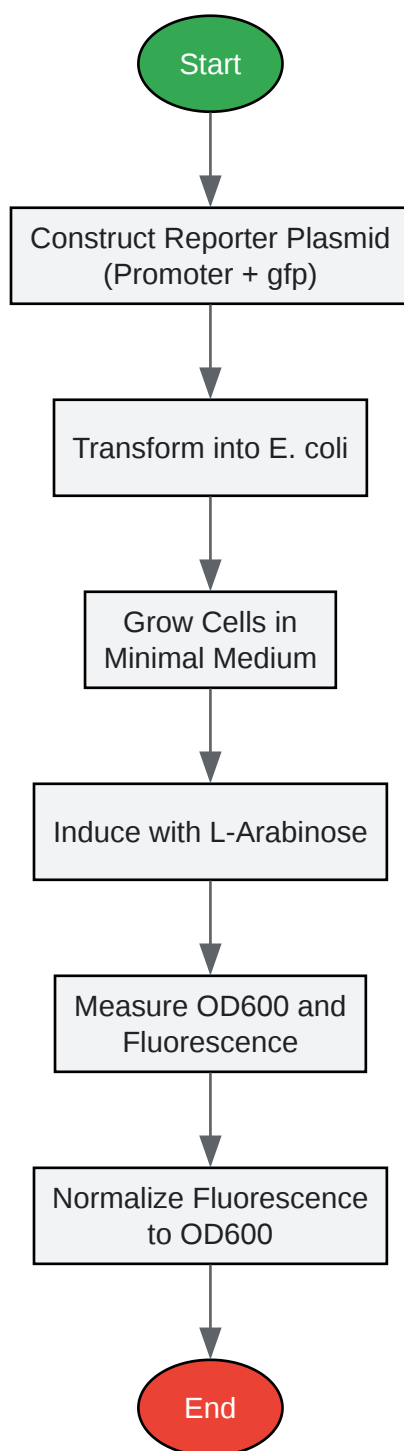 Start
Construct Reporter Plasmid
(Promoter + gfp)
Transform into E. coli
Grow Cells in
Minimal Medium
Induce with L-Arabinose
Measure OD600 and
Fluorescence
Normalize Fluorescence
to OD600
End